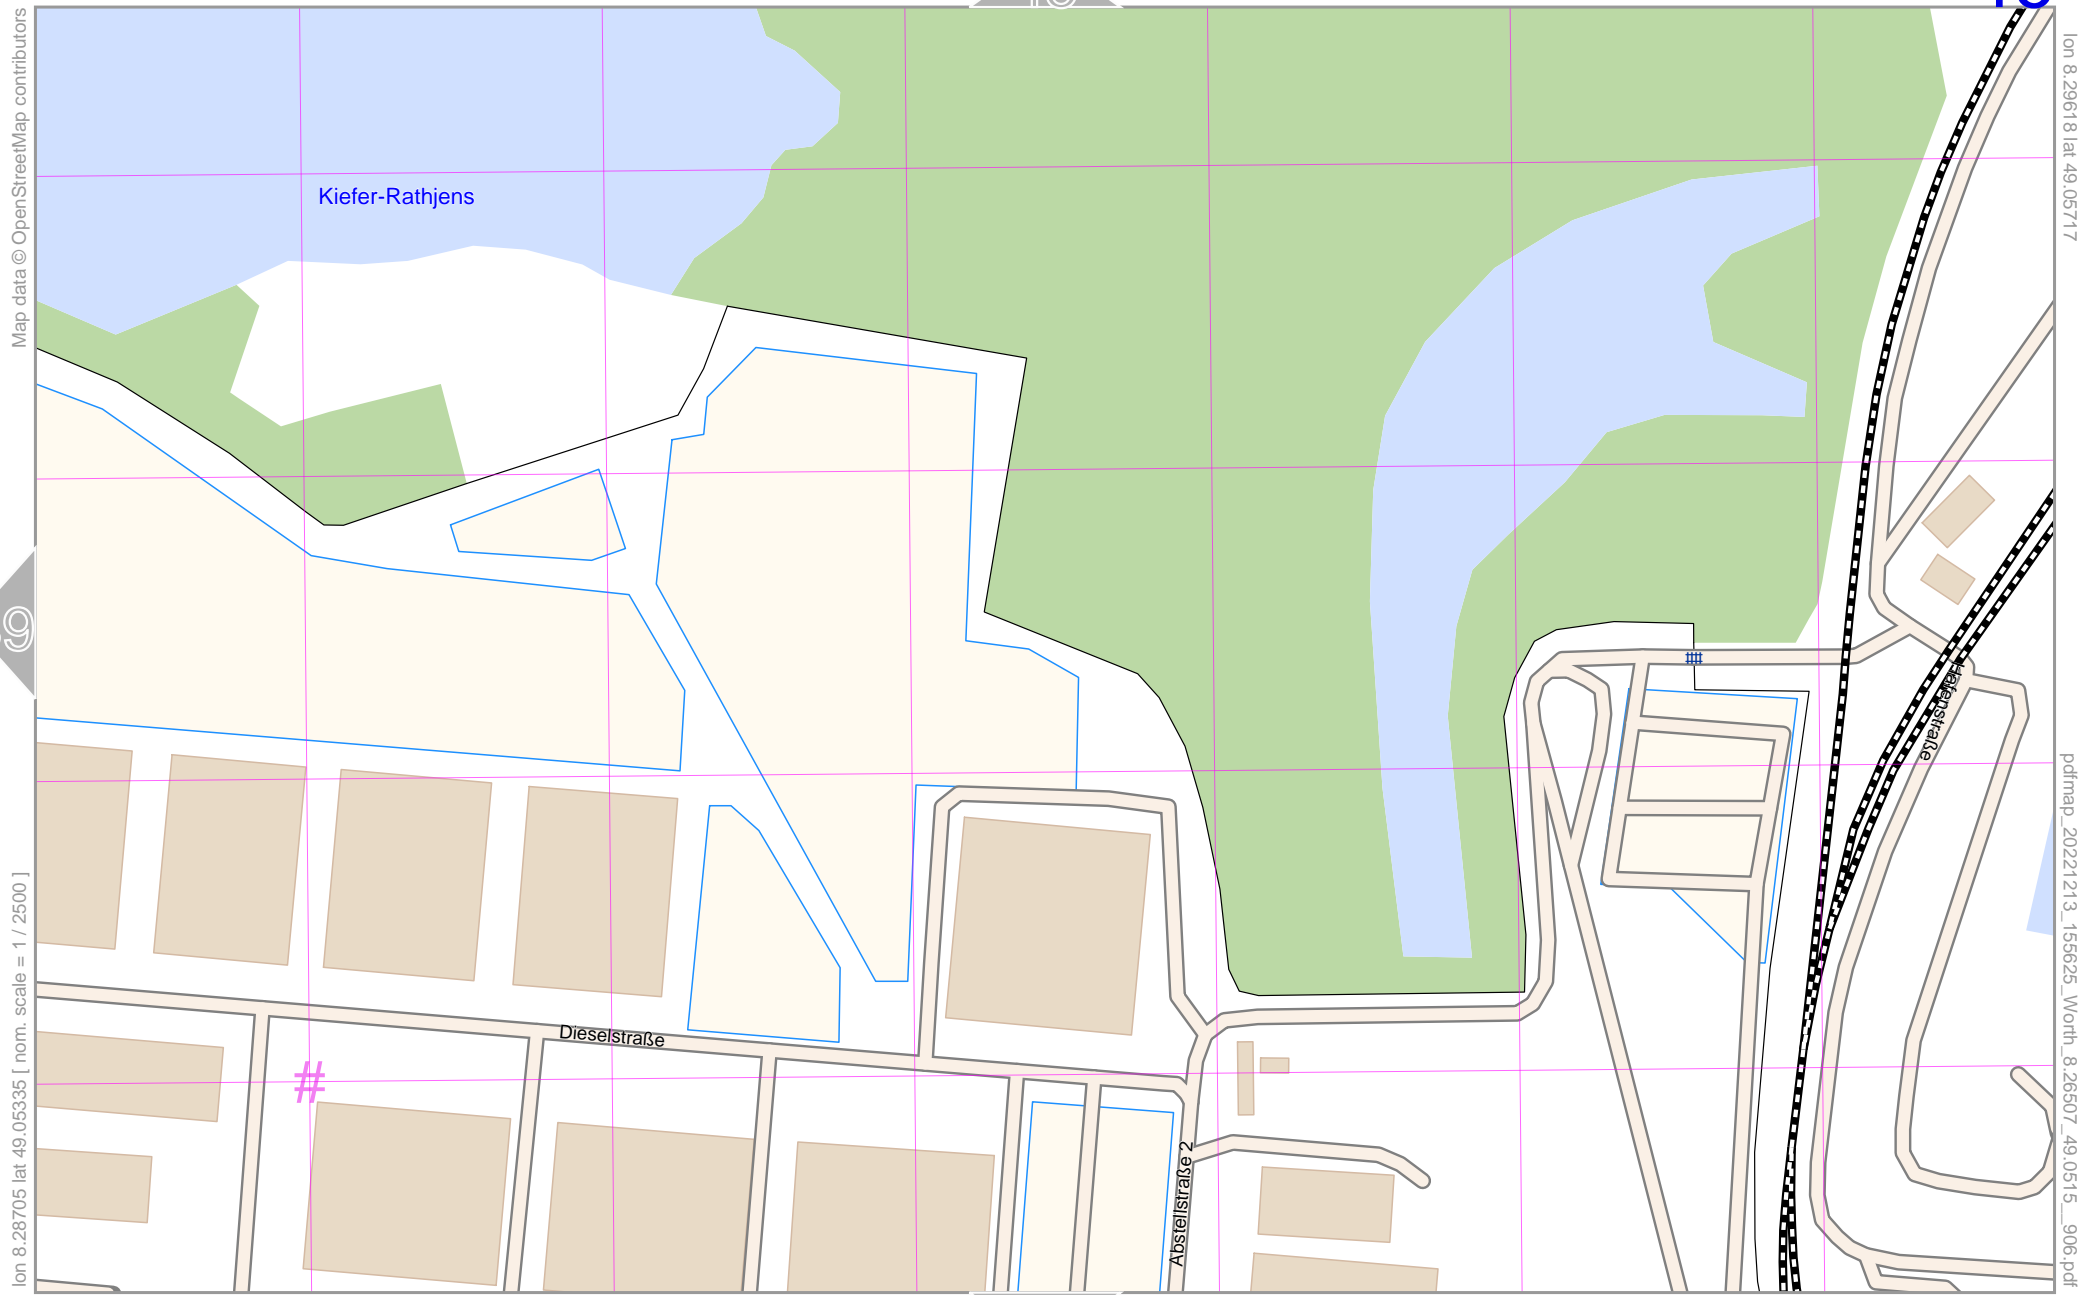 Map data © OpenStreetMap contributors
lon 8.29618 lat 49.05717
Kiefer-Rathjens
Hafenstraße
Dieselstraße
#
Abstellstraße 2
lon 8.28705 lat 49.05335 [ nom. scale = 1 / 2500 ]
pdfmap_20221213_155625_Worth_8.26507_49.0515__906.pdf